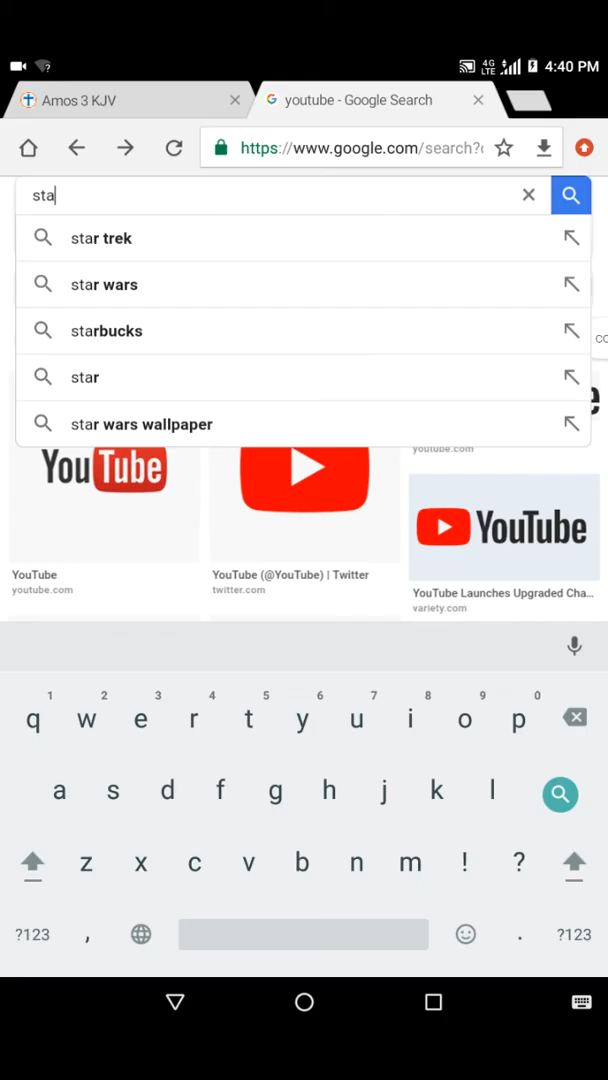 4G LTE 4:40 PM
Amos 3 KJV
youtube - Google Search
https://www.google.com/search?
sta
star trek
star wars
starbucks
star
star wars wallpaper
YouTube
YouTube
youtube.com
YouTube (@YouTube) | Twitter
twitter.com
youtube.com
YouTube
YouTube Launches Upgraded Cha...
variety.com
1 2 3 4 5 6 7 8 9 0
q w e r t y u i o p
a s d f g h j k l
z x c v b n m ! ?
?123 , . ?123